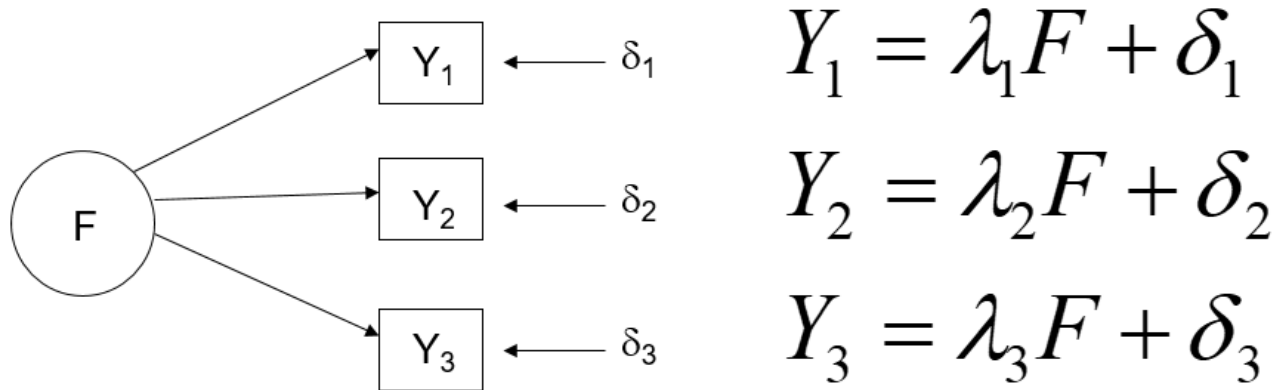 Y₁ δ₁ Y₁ = λ₁F + δ₁
F Y₂ δ₂ Y₂ = λ₂F + δ₂
Y₃ δ₃ Y₃ = λ₃F + δ₃